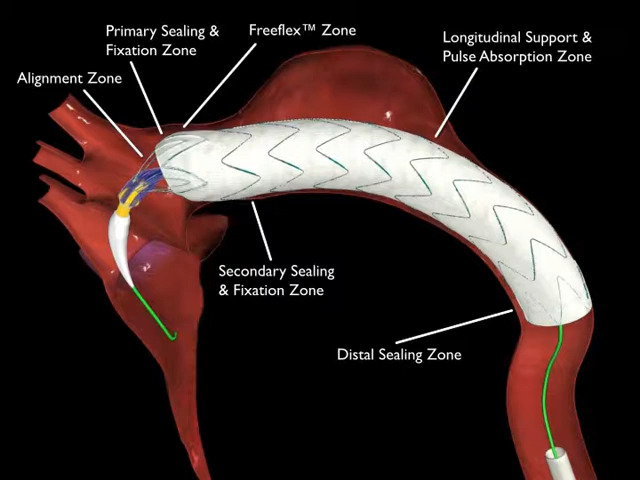 Primary Sealing &
Fixation Zone
Freeflex™ Zone
Longitudinal Support &
Pulse Absorption Zone
Alignment Zone
Secondary Sealing
& Fixation Zone
Distal Sealing Zone